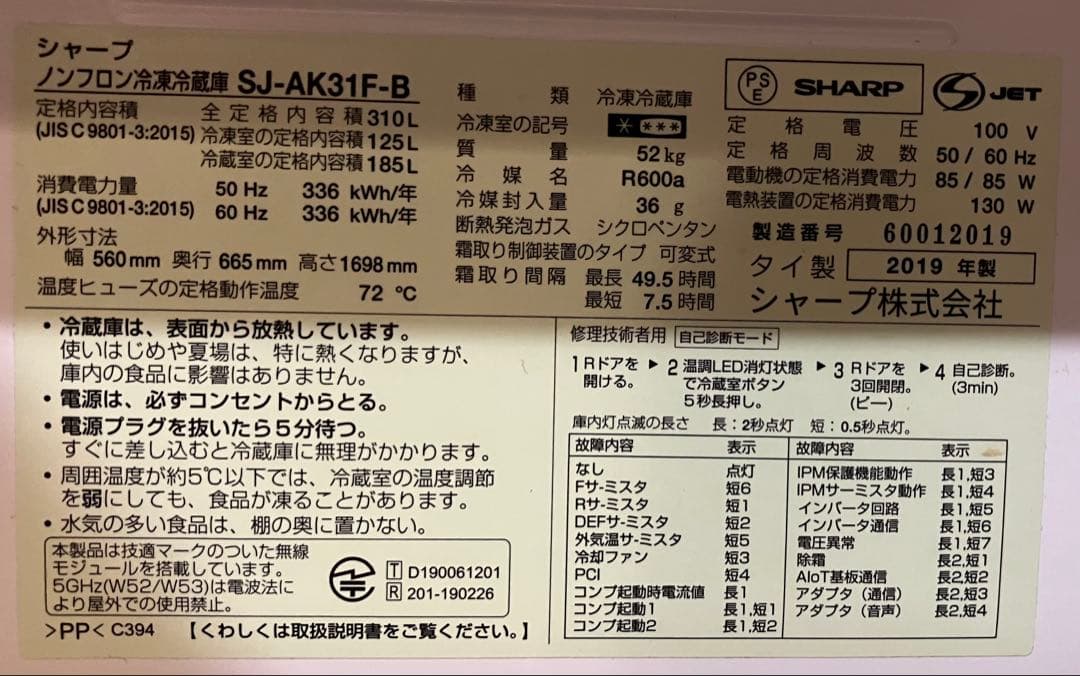 シャープ
ノンフロン冷凍冷蔵庫 SJ-AK31F-B
定格内容積 全定格内容積 310L
(JIS C 9801-3:2015) 冷凍室の定格内容積 125L
冷蔵室の定格内容積 185L
消費電力量 50 Hz 336 kWh/年
(JIS C 9801-3:2015) 60 Hz 336 kWh/年
外形寸法
幅 560mm 奥行 665mm 高さ1698mm
温度ヒューズの定格動作温度 72 ℃
種類 冷凍冷蔵庫
冷凍室の記号 * ***
質量 52kg
冷媒名 R600a
冷媒封入量 36 g
断熱発泡ガス シクロペンタン
霜取り制御装置のタイプ 可変式
霜取り間隔 最長 49.5 時間
最短 7.5 時間
PSE SHARP S JET
定格電圧 100 V
定格周波数 50 / 60 Hz
電動機の定格消費電力 85 / 85 W
電熱装置の定格消費電力 130 W
製造番号 60012019
タイ製 2019 年製
シャープ株式会社
・冷蔵庫は、表面から放熱しています。
使いはじめや夏場は、特に熱くなりますが、
庫内の食品に影響はありません。
・電源は、必ずコンセントからとる。
・電源プラグを抜いたら5分待つ。
すぐに差し込むと冷蔵庫に無理がかかります。
・周囲温度が約5℃以下では、冷蔵室の温度調節
を弱にしても、食品が凍ることがあります。
・水気の多い食品は、棚の奥に置かない。
本製品は技適マークのついた無線
モジュールを搭載しています。
5GHz(W52/W53)は電波法に
より屋外での使用禁止。
T D190061201
R 201-190226
>PP< C394 【くわしくは取扱説明書をご覧ください。】
修理技術者用 自己診断モード
1 Rドアを開ける。 ▶ 2 温調LED消灯状態で冷蔵室ボタン5秒長押し。 ▶ 3 Rドアを3回開閉。(ピー) ▶ 4 自己診断。(3min)
庫内灯点滅の長さ 長：2秒点灯 短：0.5秒点灯。
故障内容 表示 故障内容 表示
なし 点灯 IPM保護機能動作 長1,短3
Fサ-ミスタ 短6 IPMサーミスタ動作 長1,短4
Rサ-ミスタ 短1 インバータ回路 長1,短5
DEFサ-ミスタ 短2 インバータ通信 長1,短6
外気温サ-ミスタ 短5 電圧異常 長1,短7
冷却ファン 短3 除霜 長2,短1
PCI 短4 AIoT基板通信 長2,短2
コンプ起動時電流値 長1 アダプタ（通信） 長2,短3
コンプ起動1 長1,短1 アダプタ（音声） 長2,短4
コンプ起動2 長1,短2